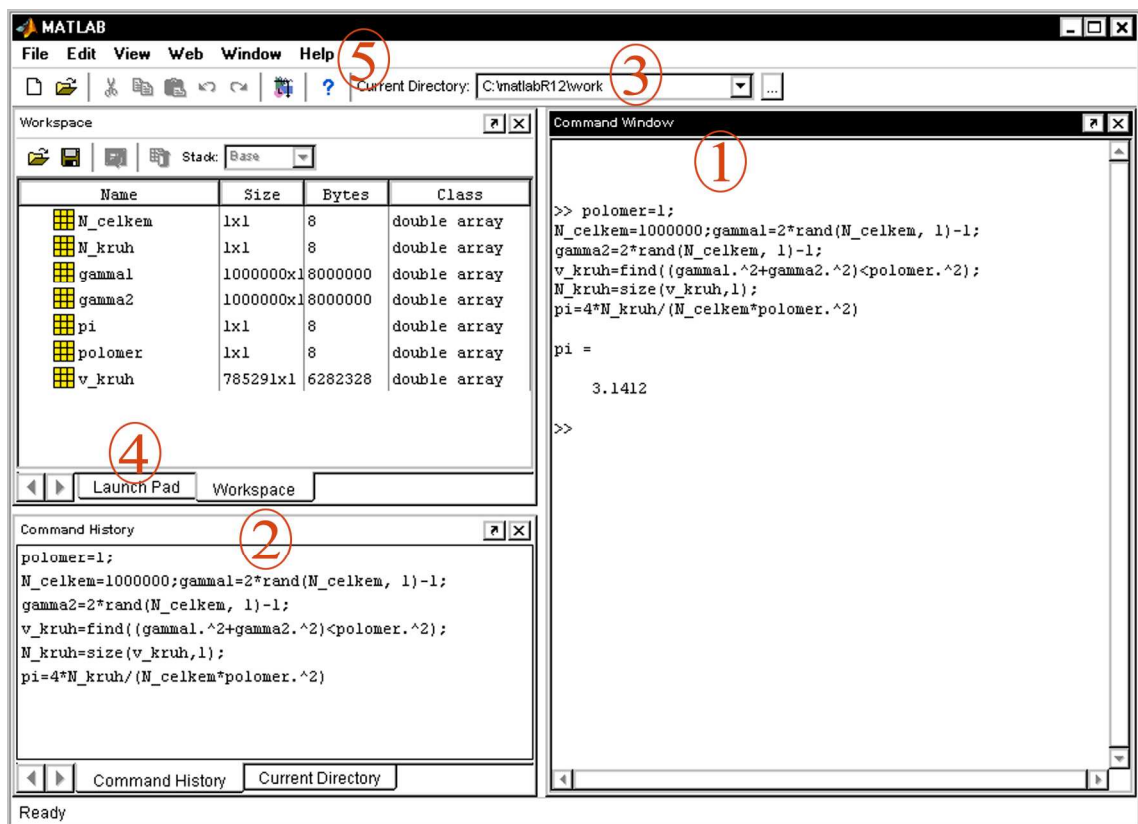 MATLAB
File Edit View Web Window Help
5
? Current Directory: C:\matlabR12\work ...
3
Workspace
Stack: Base
Name Size Bytes Class
N_celkem 1x1 8 double array
N_kruh 1x1 8 double array
gamma1 1000000x1 8000000 double array
gamma2 1000000x1 8000000 double array
pi 1x1 8 double array
polomer 1x1 8 double array
v_kruh 785291x1 6282328 double array
4
Launch Pad Workspace
Command History
2
polomer=1;
N_celkem=1000000;gamma1=2*rand(N_celkem, 1)-1;
gamma2=2*rand(N_celkem, 1)-1;
v_kruh=find((gamma1.^2+gamma2.^2)<polomer.^2);
N_kruh=size(v_kruh,1);
pi=4*N_kruh/(N_celkem*polomer.^2)
Command History Current Directory
Command Window
1
>> polomer=1;
N_celkem=1000000;gamma1=2*rand(N_celkem, 1)-1;
gamma2=2*rand(N_celkem, 1)-1;
v_kruh=find((gamma1.^2+gamma2.^2)<polomer.^2);
N_kruh=size(v_kruh,1);
pi=4*N_kruh/(N_celkem*polomer.^2)
pi =
3.1412
>>
Ready